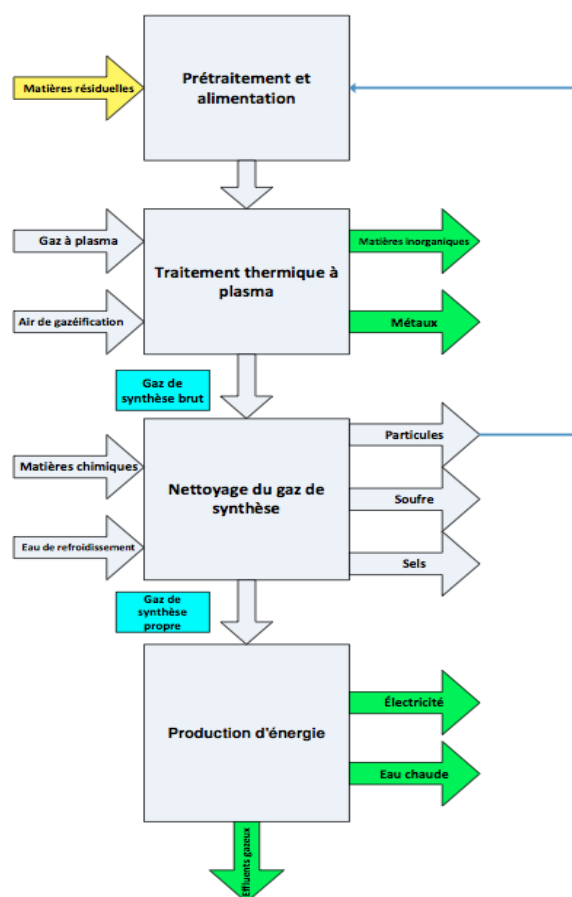 Prétraitement et
alimentation
Matières résiduelles
Gaz à plasma
Matières inorganiques
Traitement thermique à
plasma
Air de gazéification
Métaux
Gaz de
synthèse brut
Particules
Matières chimiques
Nettoyage du gaz de
synthèse
Soufre
Eau de refroidissement
Sels
Gaz de
synthèse
propre
Électricité
Production d'énergie
Eau chaude
Effluents gazeux